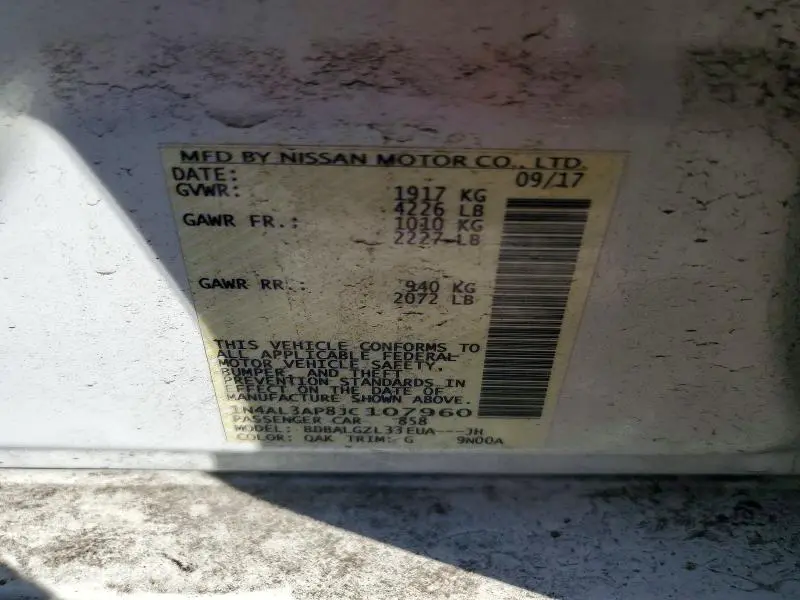 MFD BY NISSAN MOTOR CO., LTD.
DATE: 09/17
GVWR: 1917 KG
4226 LB
GAWR FR.: 1010 KG
2227 LB
GAWR RR.: 940 KG
2072 LB
THIS VEHICLE CONFORMS TO
ALL APPLICABLE FEDERAL
MOTOR VEHICLE SAFETY,
BUMPER, AND THEFT
PREVENTION STANDARDS IN
EFFECT ON THE DATE OF
MANUFACTURE SHOWN ABOVE.
1N4AL3AP8JC107960
PASSENGER CAR 858
MODEL: BDBALGZL33EUA---JH
COLOR: QAK TRIM: G 9N00A